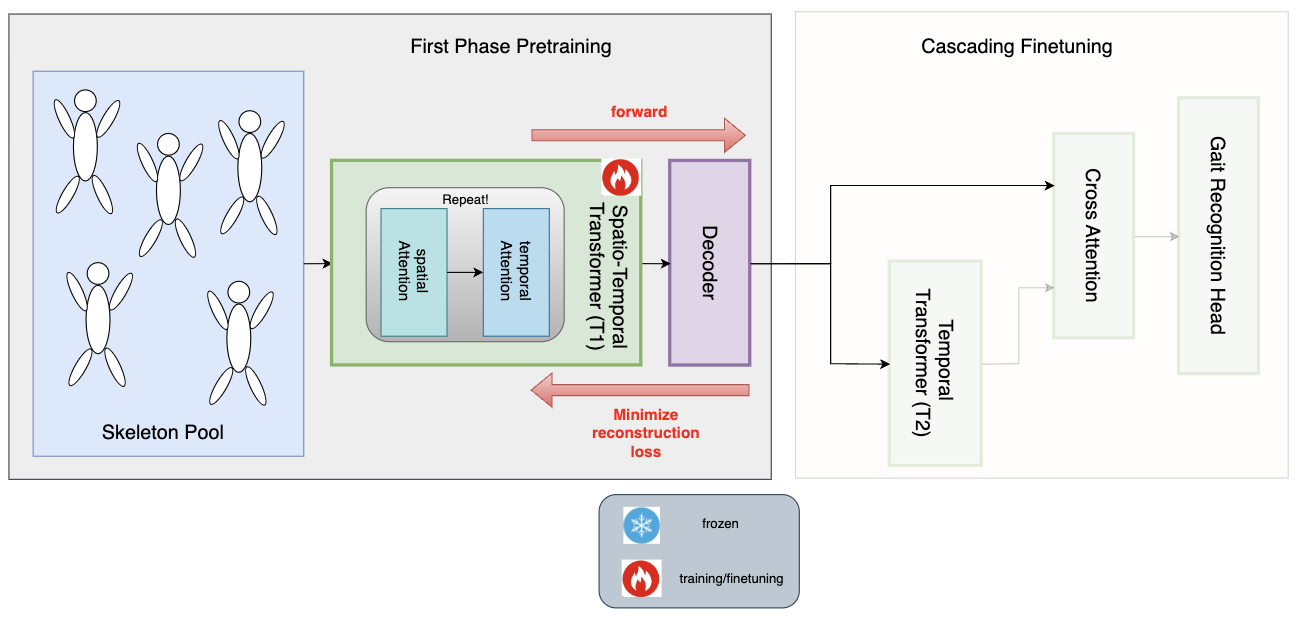 First Phase Pretraining
Cascading Finetuning
forward
Repeat!
spatial
Attention
temporal
Attention
Spatio-Temporal
Transformer (T1)
Decoder
Cross Attention
Gait Recognition Head
Temporal
Transformer (T2)
Minimize
reconstruction
loss
Skeleton Pool
frozen
training/finetuning